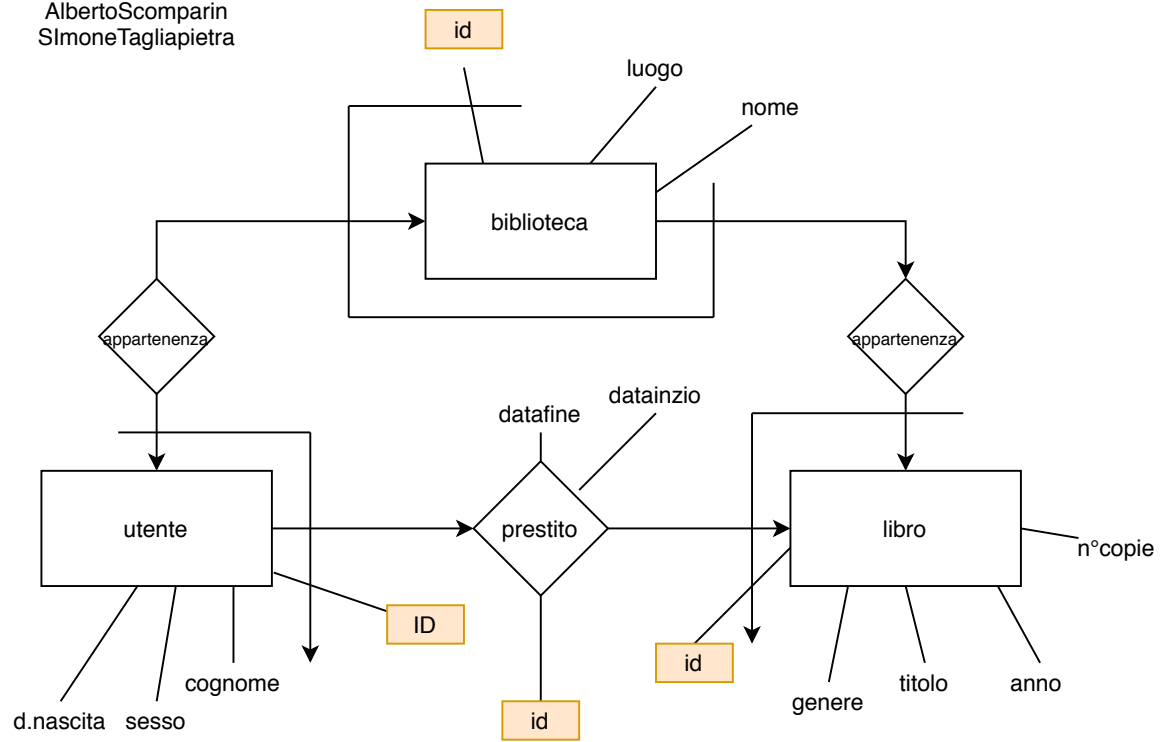 AlbertoScomparin
SImoneTagliapietra
id
luogo
nome
biblioteca
appartenenza
appartenenza
datainzio
datafine
utente
prestito
libro
n°copie
ID
id
cognome
titolo
anno
genere
d.nascita
sesso
id